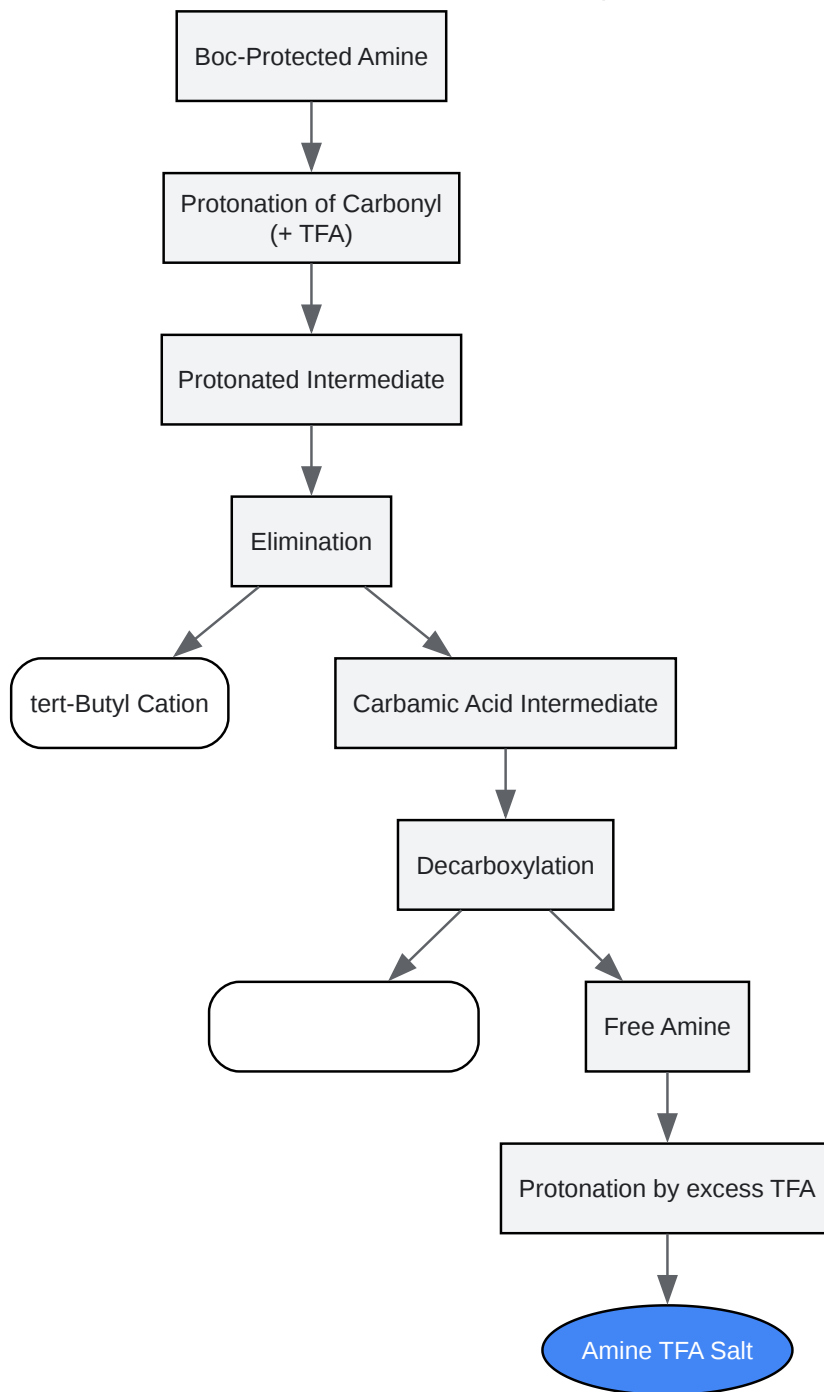 Boc-Protected Amine
Protonation of Carbonyl
(+ TFA)
Protonated Intermediate
Elimination
tert-Butyl Cation
Carbamic Acid Intermediate
Decarboxylation
Free Amine
Protonation by excess TFA
Amine TFA Salt